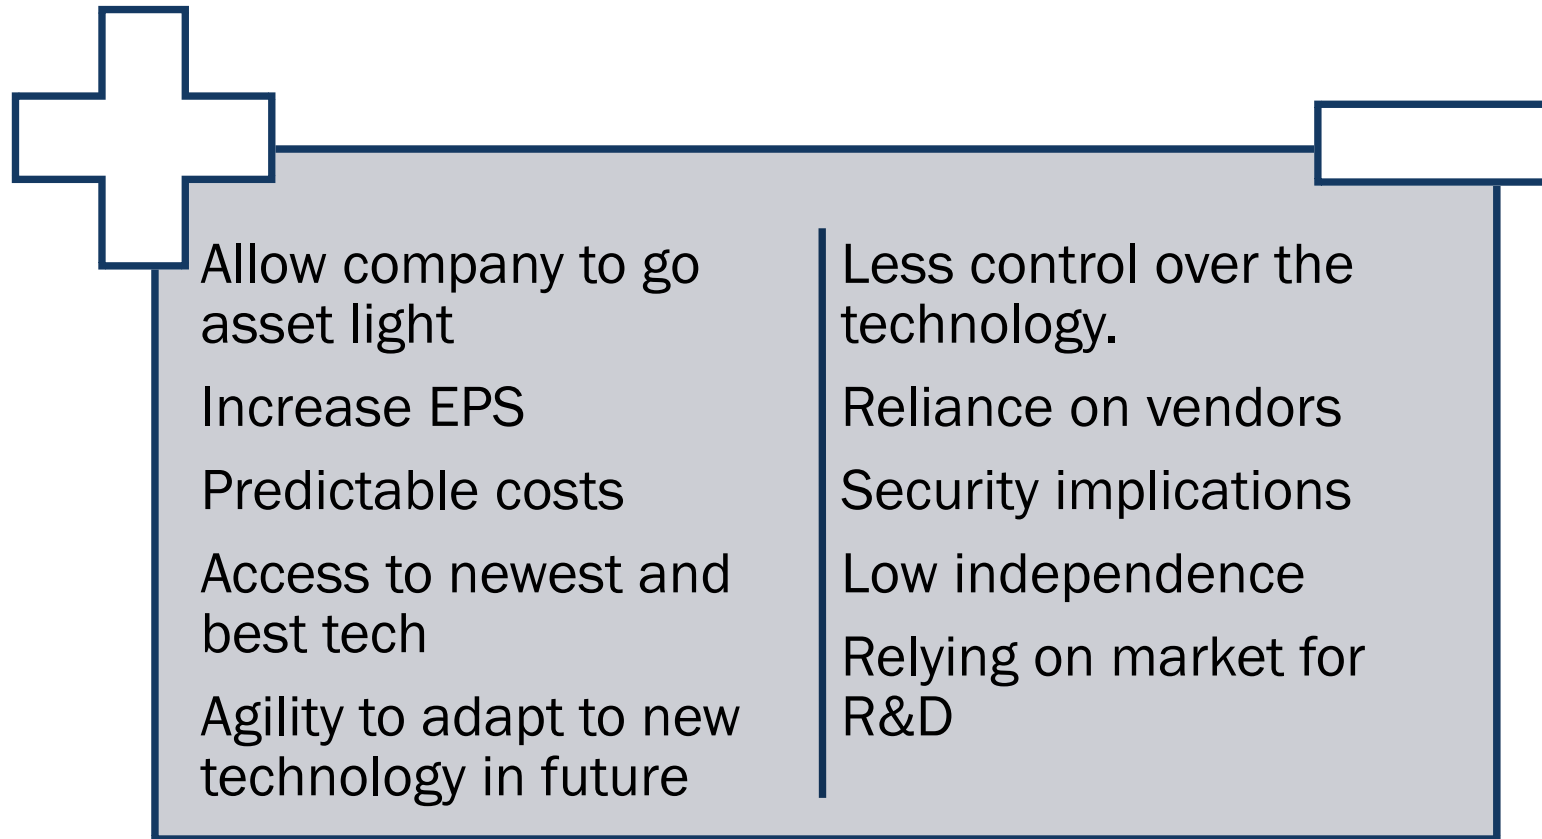 Allow company to go
asset light
Increase EPS
Predictable costs
Access to newest and
best tech
Agility to adapt to new
technology in future
Less control over the
technology.
Reliance on vendors
Security implications
Low independence
Relying on market for
R&D